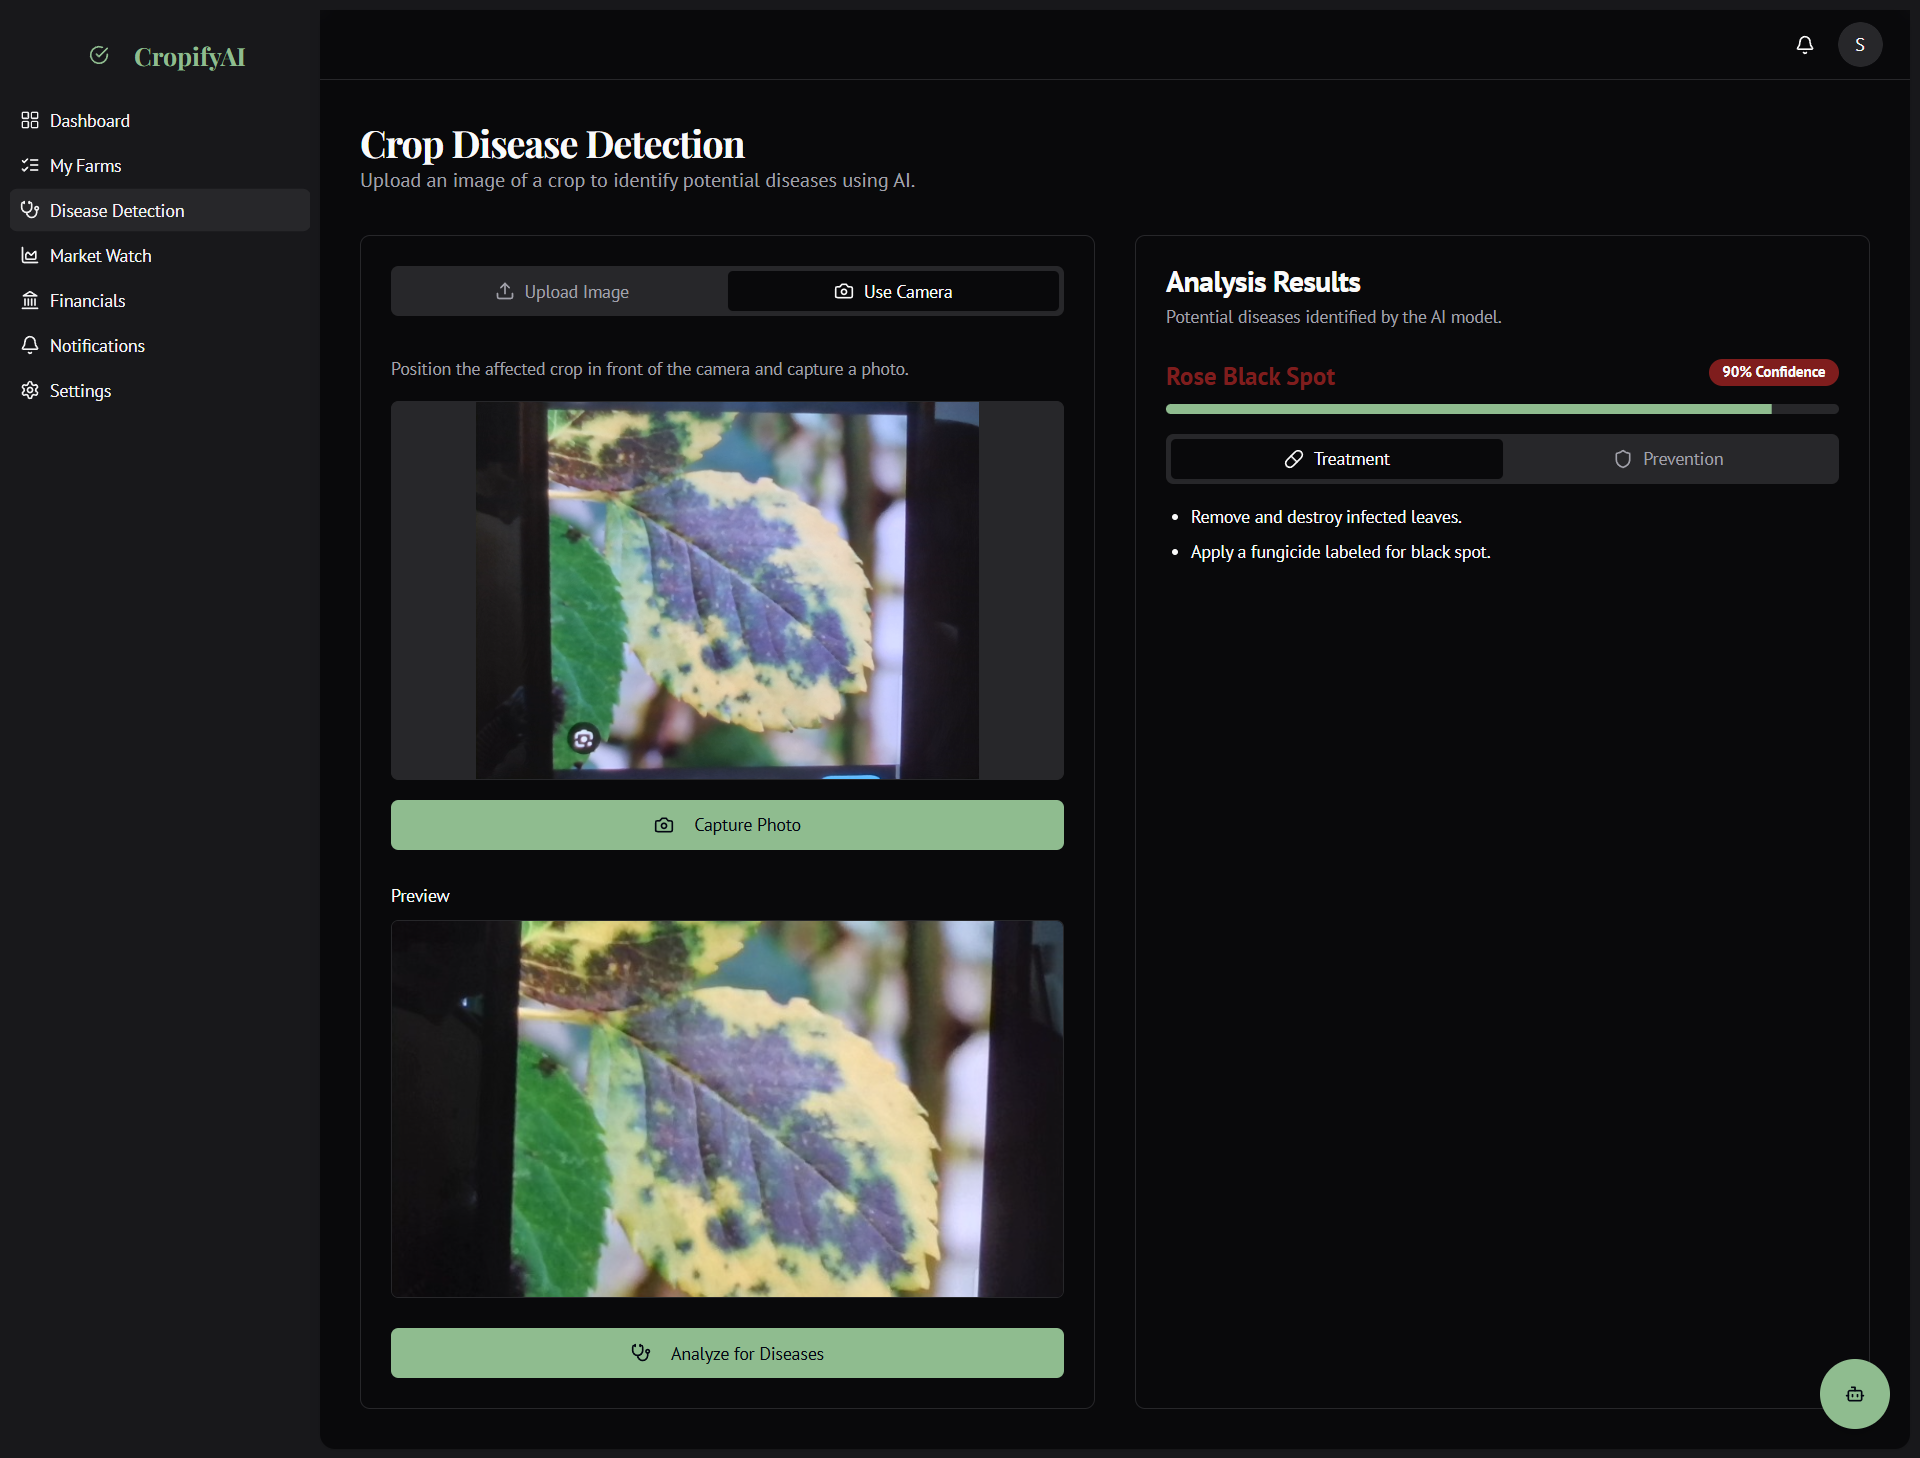 CropifyAI
Dashboard
My Farms
Disease Detection
Market Watch
Financials
Notifications
Settings
S
Crop Disease Detection
Upload an image of a crop to identify potential diseases using AI.
Upload Image
Use Camera
Position the affected crop in front of the camera and capture a photo.
Capture Photo
Preview
Analyze for Diseases
Analysis Results
Potential diseases identified by the AI model.
Rose Black Spot
90% Confidence
Treatment
Prevention
• Remove and destroy infected leaves.
• Apply a fungicide labeled for black spot.